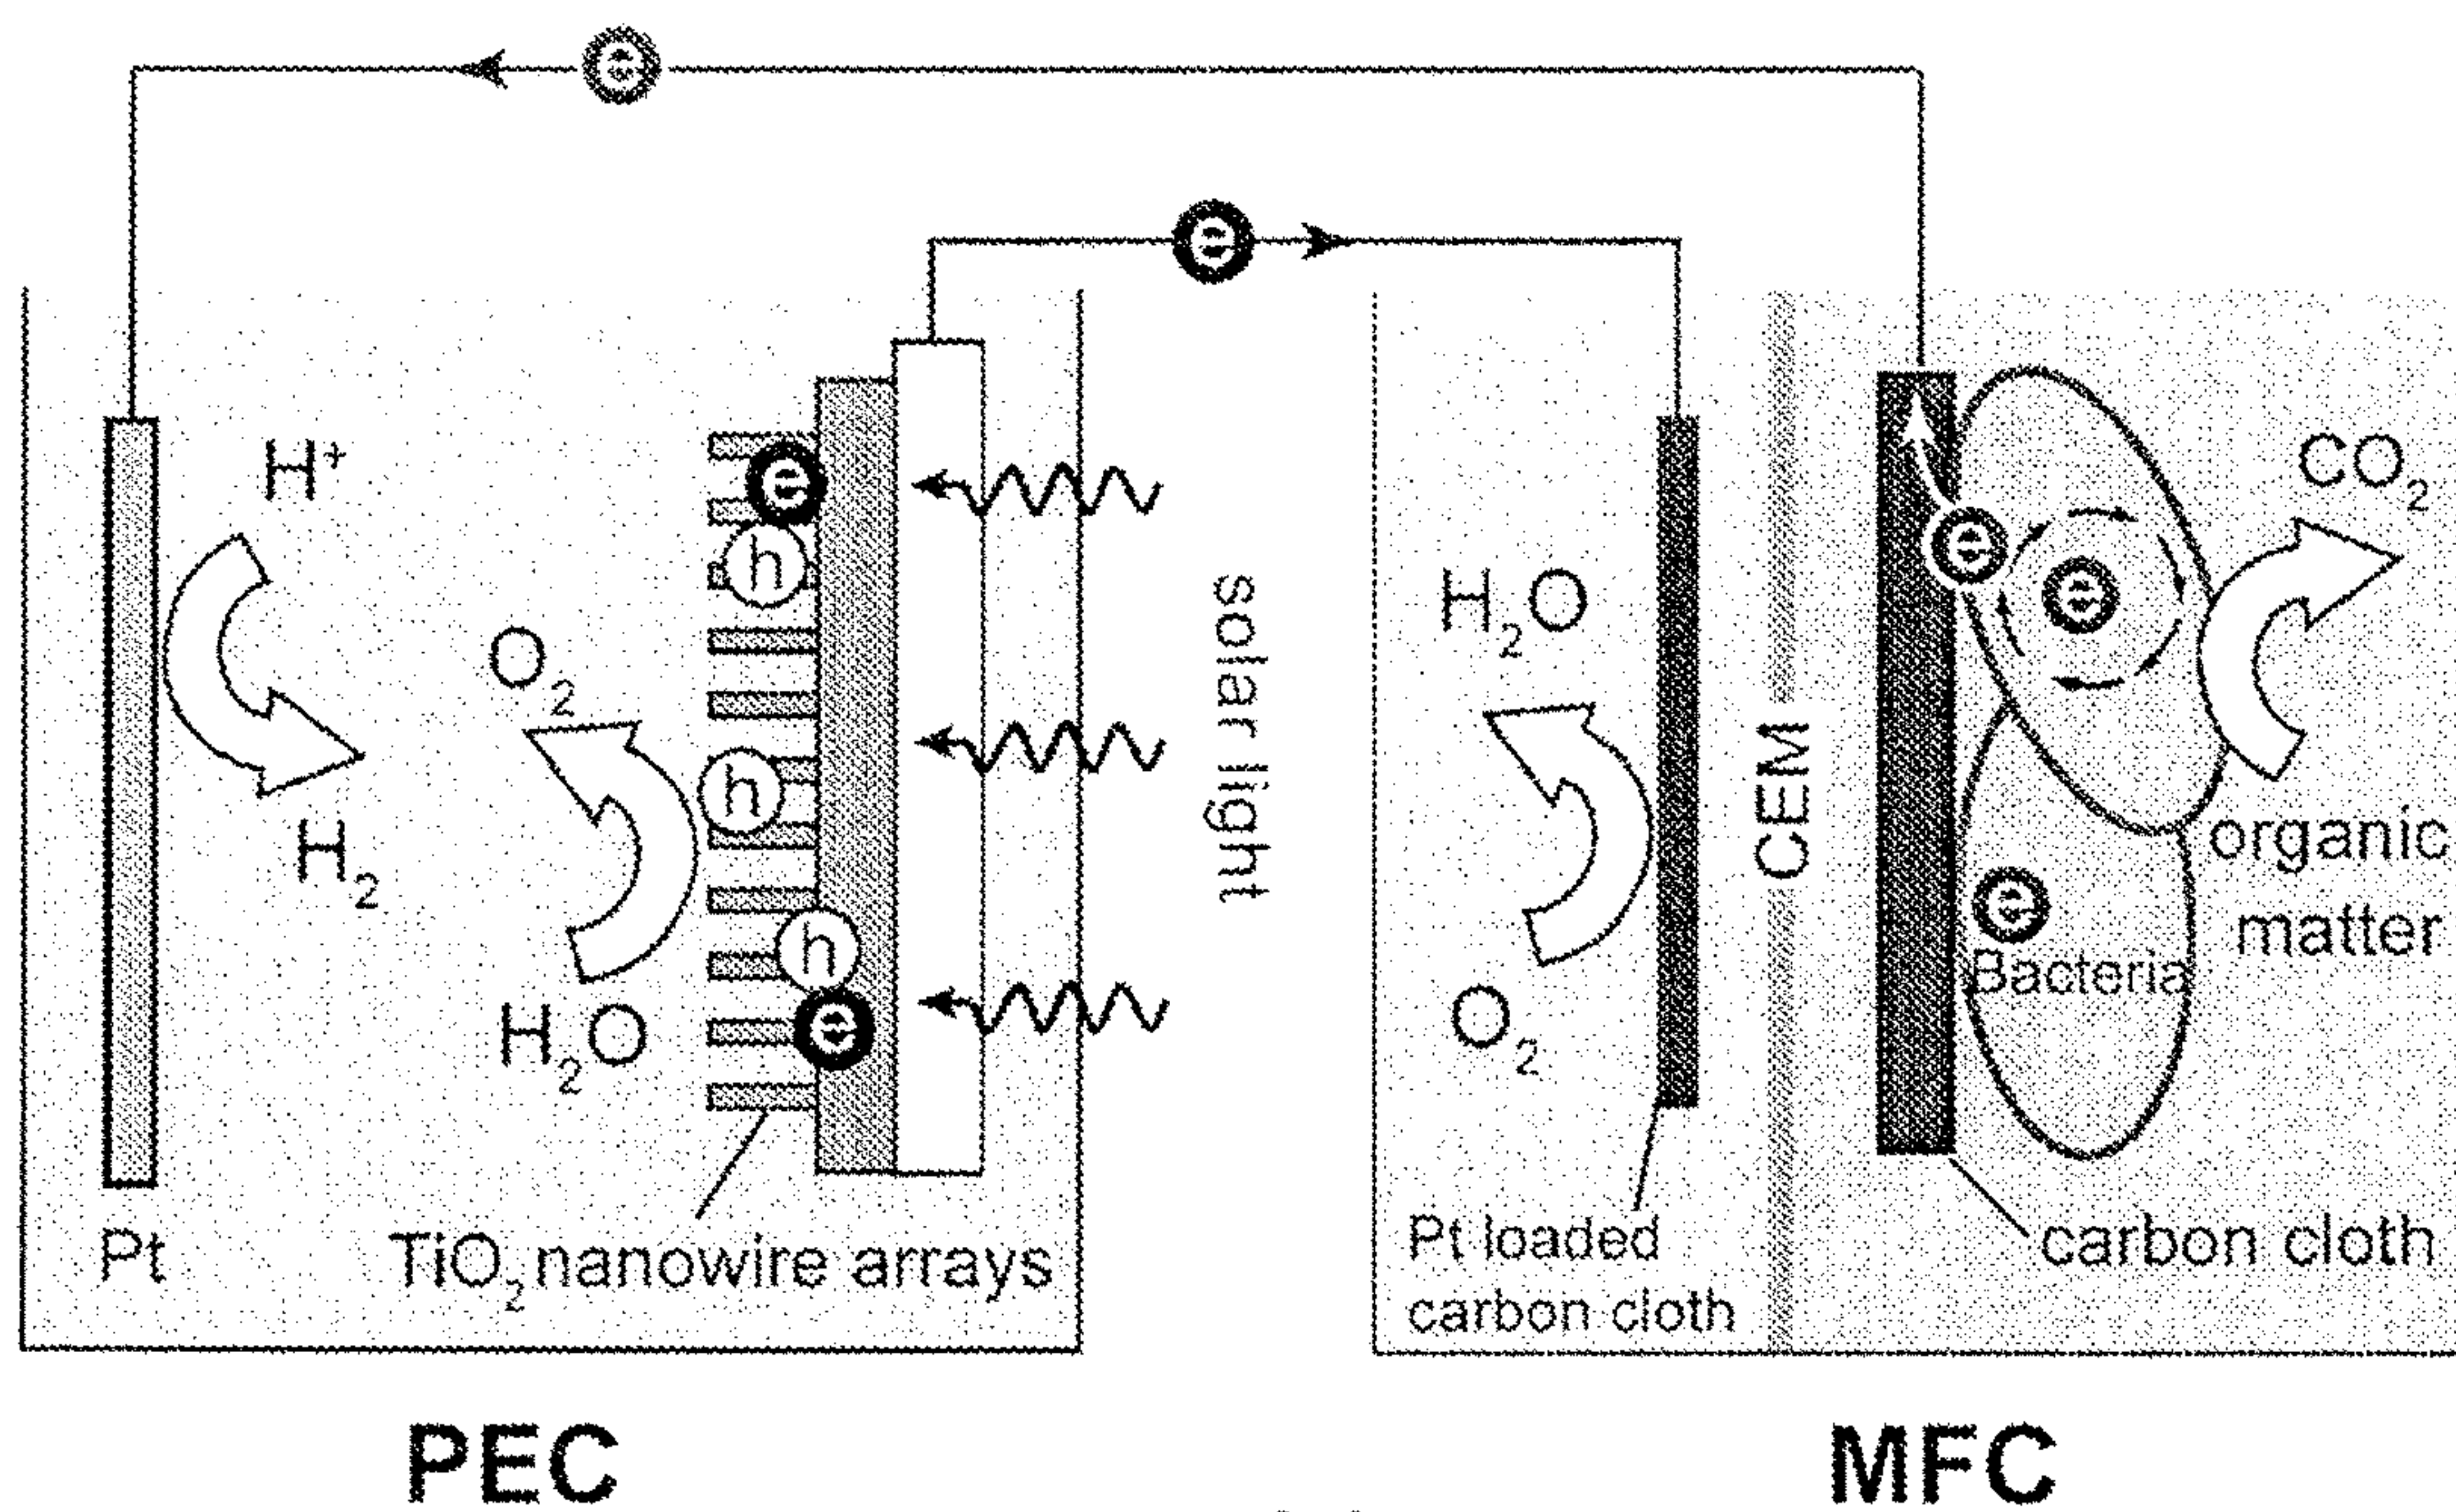 e
e
H⁺
H₂
O₂
H₂O
Pt
TiO₂ nanowire arrays
e
h
h
h
e
solar light
H₂O
O₂
Pt loaded
carbon cloth
CEM
e
e
e
Bacteria
CO₂
organic
matter
carbon cloth
PEC
MFC